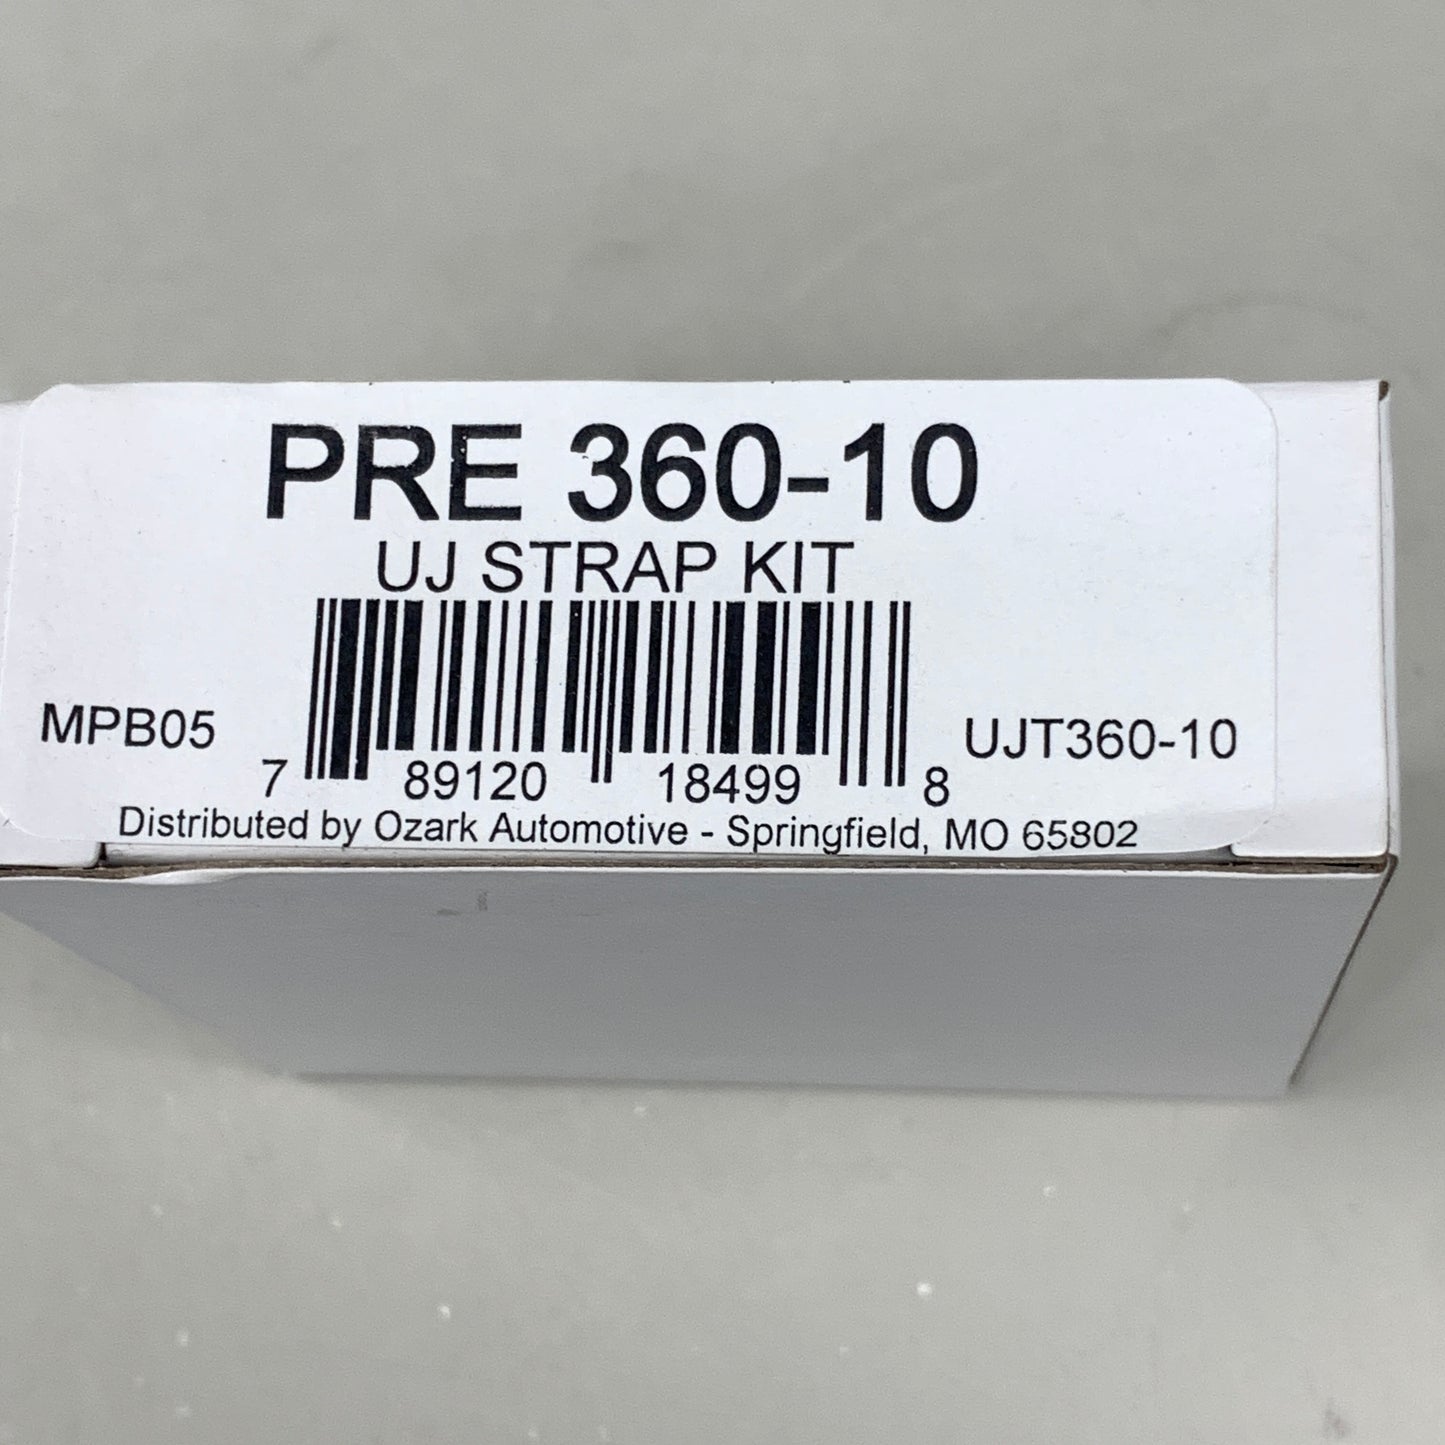 PRE 360-10
UJ STRAP KIT
MPB05
UJT360-10
7 89120 18499 8
Distributed by Ozark Automotive - Springfield, MO 65802